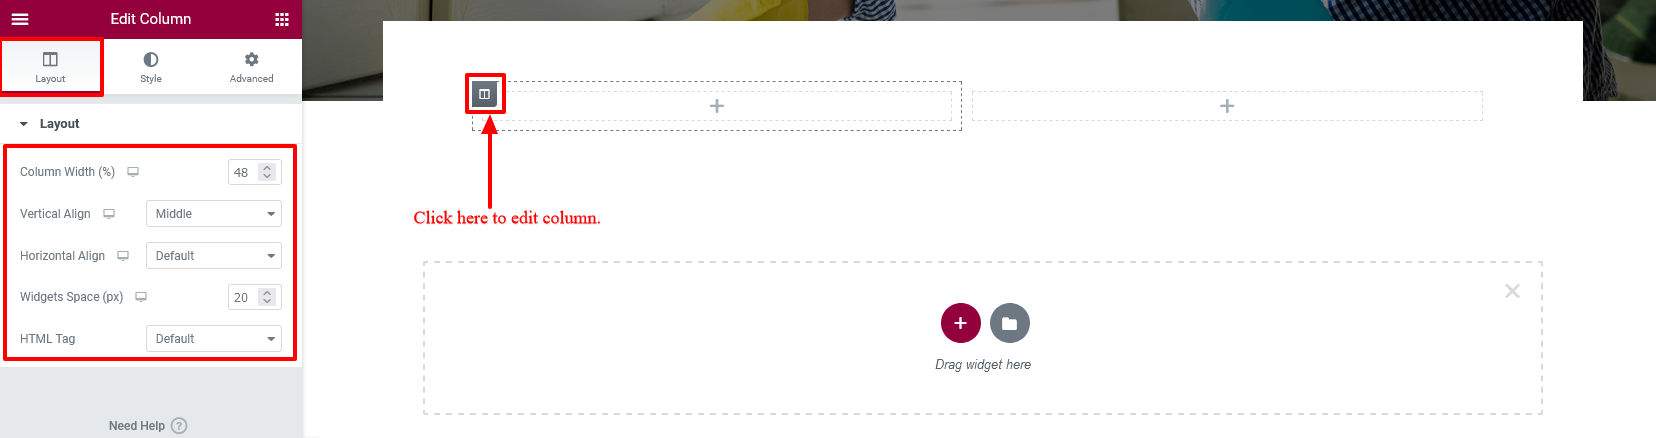 Edit Column
Layout Style Advanced
Layout
Column Width (%) 48
Vertical Align Middle
Horizontal Align Default
Widgets Space (px) 20
HTML Tag Default
Need Help ?
Click here to edit column.
Drag widget here